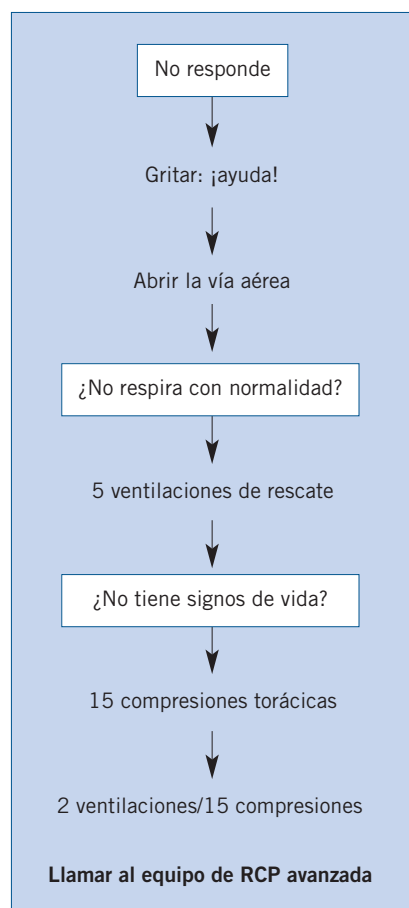 No responde
Gritar: ¡ayuda!
Abrir la vía aérea
¿No respira con normalidad?
5 ventilaciones de rescate
¿No tiene signos de vida?
15 compresiones torácicas
2 ventilaciones/15 compresiones
Llamar al equipo de RCP avanzada